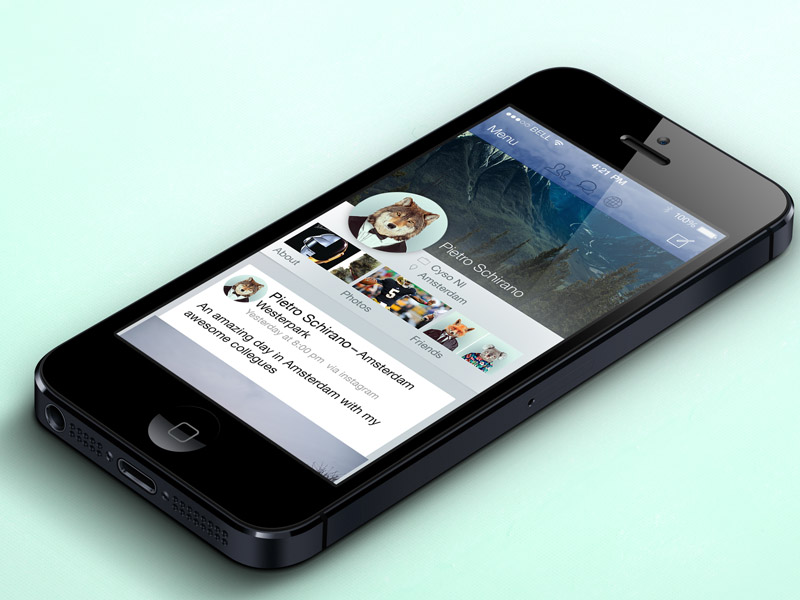 BELL 4:21 PM 100%
Menu
Pietro Schirano
Cyso Nl
Amsterdam
About
Photos
Friends
5
Pietro Schirano – Amsterdam
Westerpark
Yesterday at 8:00 pm via instagram
An amazing day in Amsterdam with my
awesome collegues